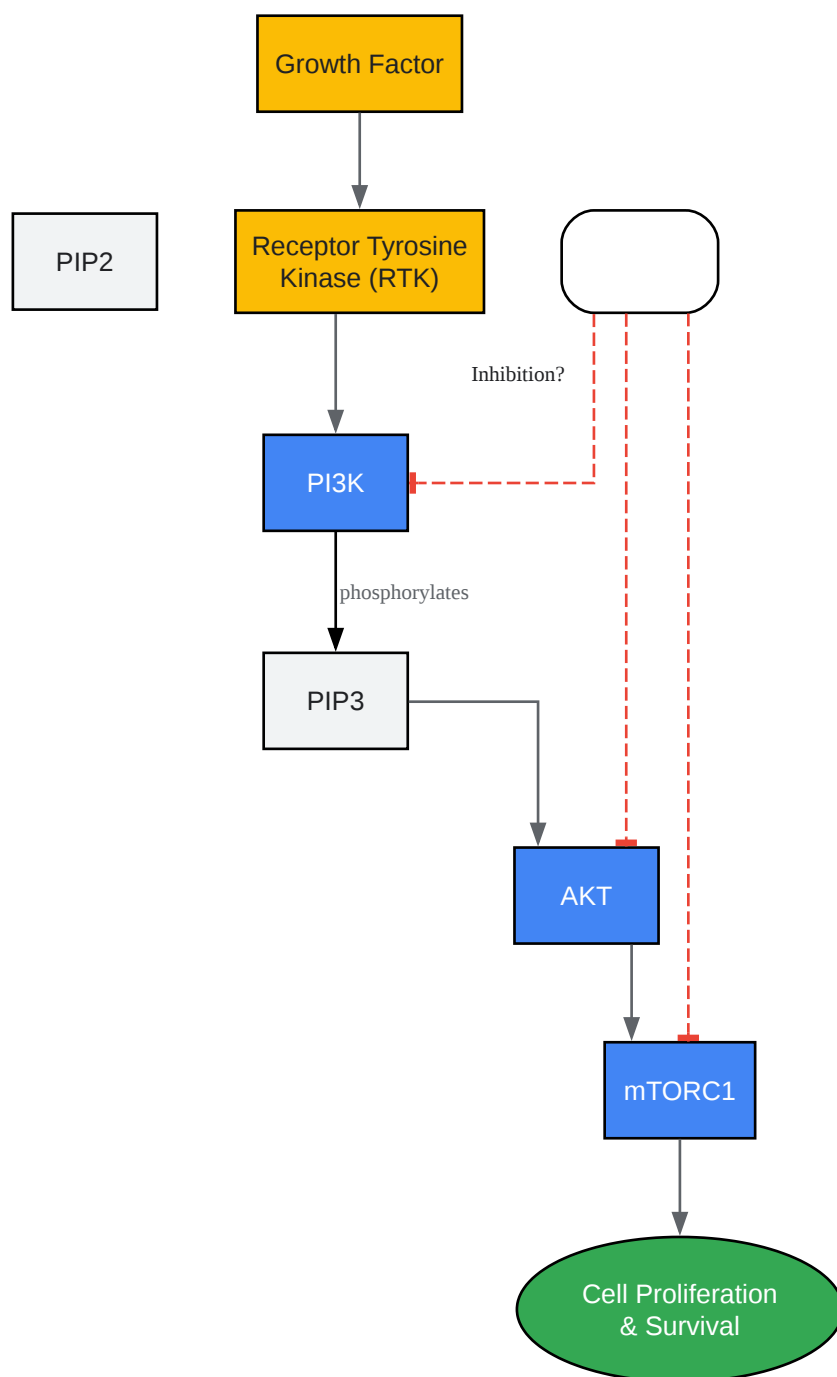 Growth Factor
PIP2
Receptor Tyrosine
Kinase (RTK)
Inhibition?
PI3K
phosphorylates
PIP3
AKT
mTORC1
Cell Proliferation
& Survival